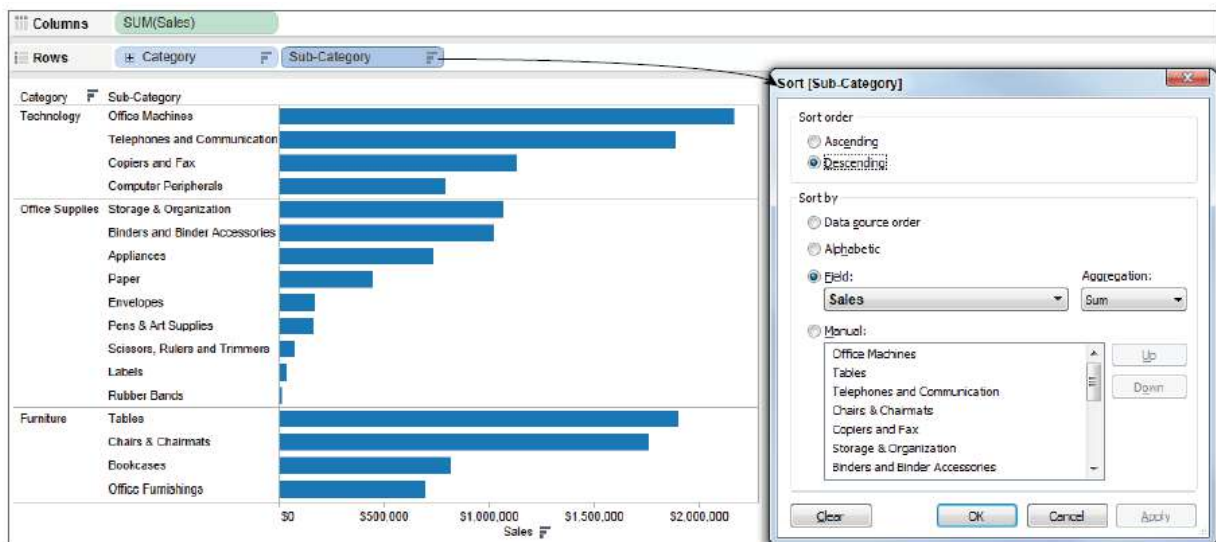 Columns SUM(Sales)
Rows Category Sub-Category
Category Sub-Category
Technology Office Machines
Telephones and Communication
Copiers and Fax
Computer Peripherals
Office Supplies Storage & Organization
Binders and Binder Accessories
Appliances
Paper
Envelopes
Pens & Art Supplies
Scissors, Rulers and Trimmers
Labels
Rubber Bands
Furniture Tables
Chairs & Chairmats
Bookcases
Office Furnishings
$0 $500,000 $1,000,000 $1,500,000 $2,000,000
Sales
Sort [Sub-Category]
Sort order
Ascending
Descending
Sort by
Data source order
Alphabetic
Field: Aggregation:
Sales Sum
Manual:
Office Machines
Tables
Telephones and Communication
Chairs & Chairmats
Copiers and Fax
Storage & Organization
Binders and Binder Accessories
Up
Down
Clear OK Cancel Apply